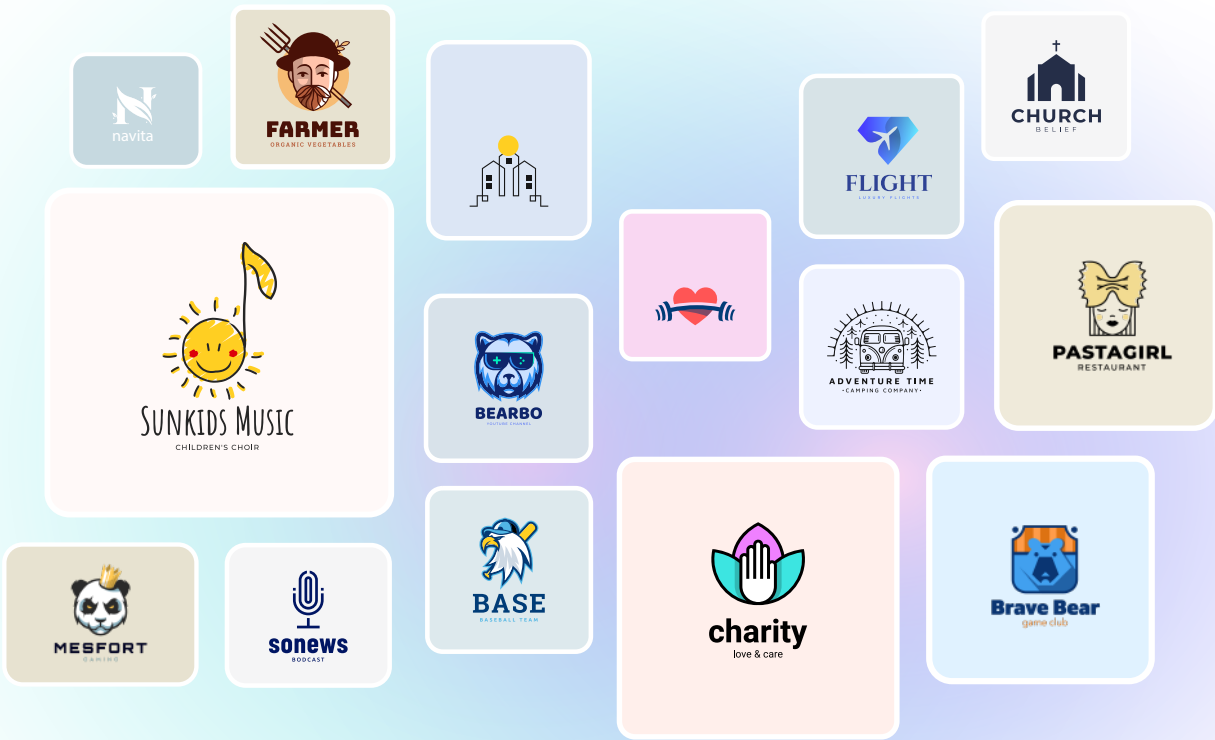 navita
FARMER
ORGANIC VEGETABLES
CHURCH
BELIEF
FLIGHT
LUXURY FLIGHTS
SUNKIDS MUSIC
CHILDREN'S CHOIR
BEARBO
YOUTUBE CHANNEL
ADVENTURE TIME
•CAMPING COMPANY•
PASTAGIRL
RESTAURANT
MESFORT
GAMING
sonews
BODCAST
BASE
BASEBALL TEAM
charity
love & care
Brave Bear
game club